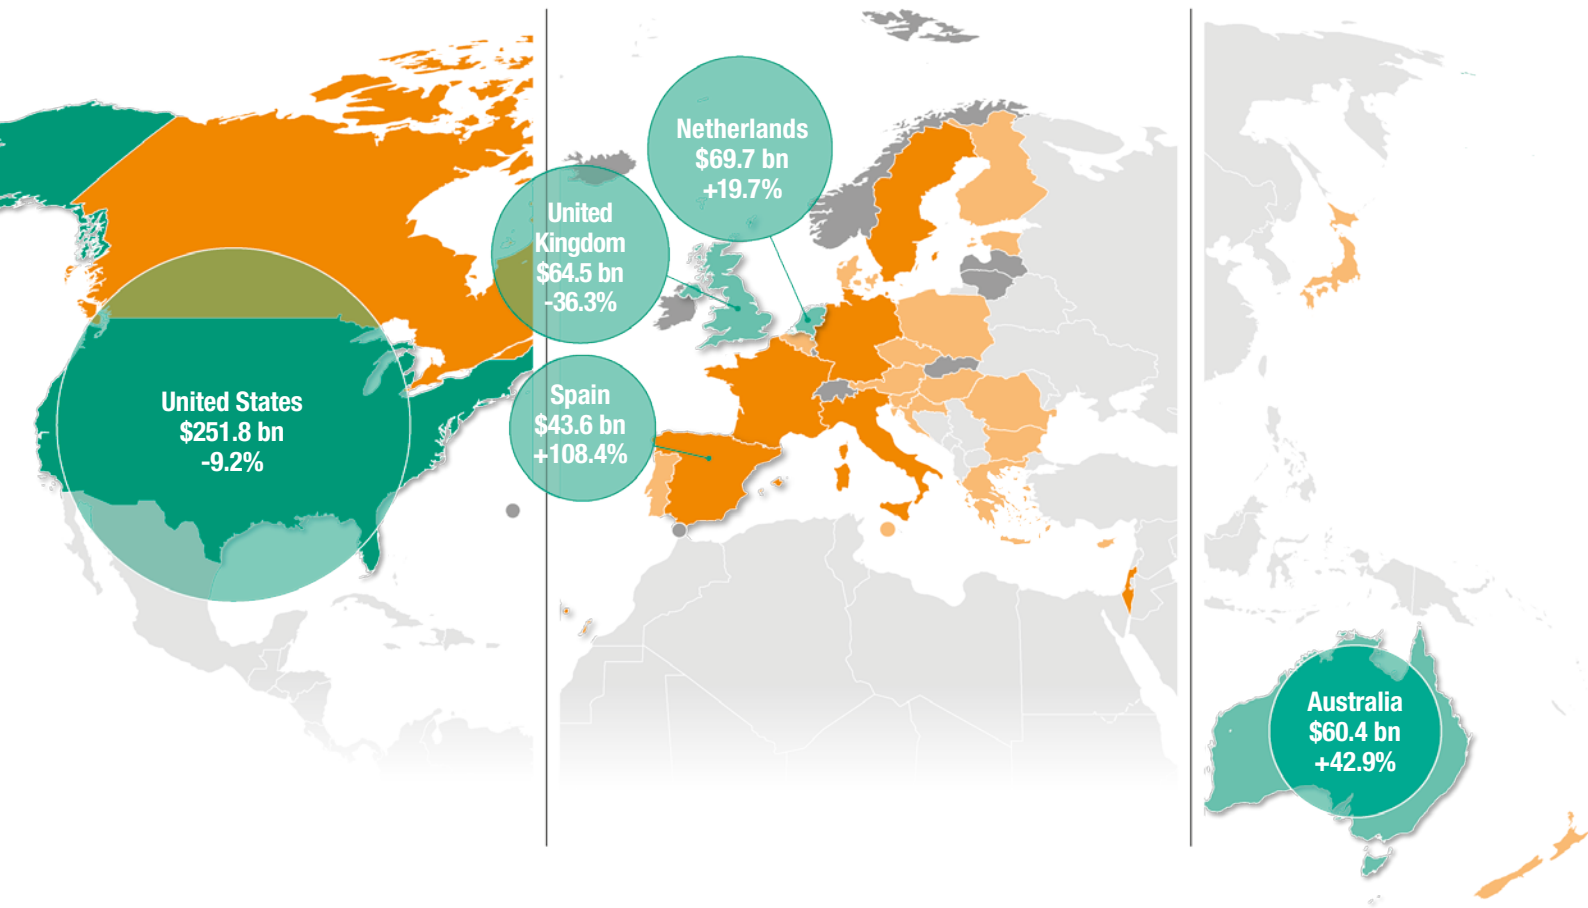 Netherlands
$69.7 bn
+19.7%
United
Kingdom
$64.5 bn
-36.3%
United States
$251.8 bn
-9.2%
Spain
$43.6 bn
+108.4%
Australia
$60.4 bn
+42.9%